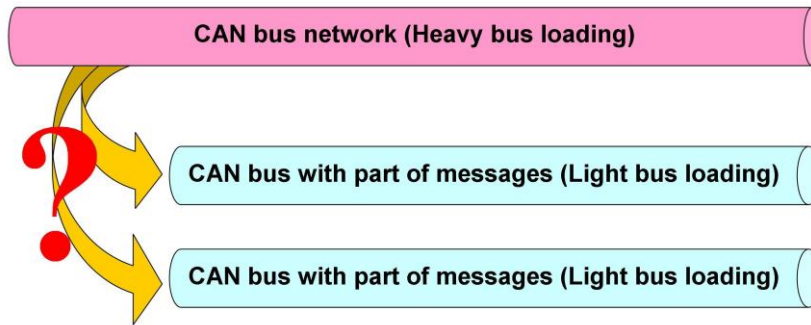 CAN bus network (Heavy bus loading)
?
CAN bus with part of messages (Light bus loading)
CAN bus with part of messages (Light bus loading)